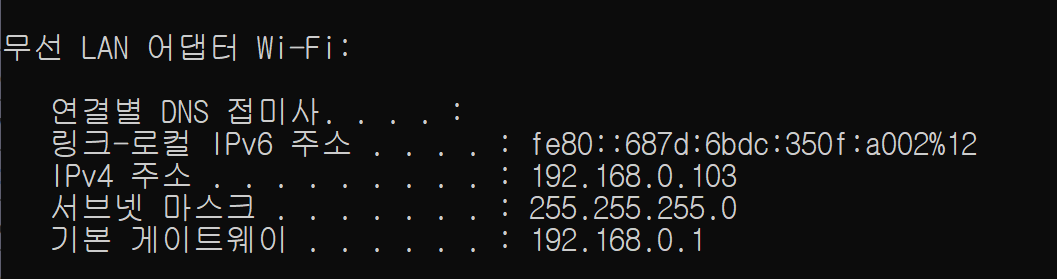 무선 LAN 어댑터 Wi-Fi:
연결별 DNS 접미사. . . . :
링크-로컬 IPv6 주소 . . . . : fe80::687d:6bdc:350f:a002%12
IPv4 주소 . . . . . . . . . : 192.168.0.103
서브넷 마스크 . . . . . . . : 255.255.255.0
기본 게이트웨이 . . . . . . : 192.168.0.1